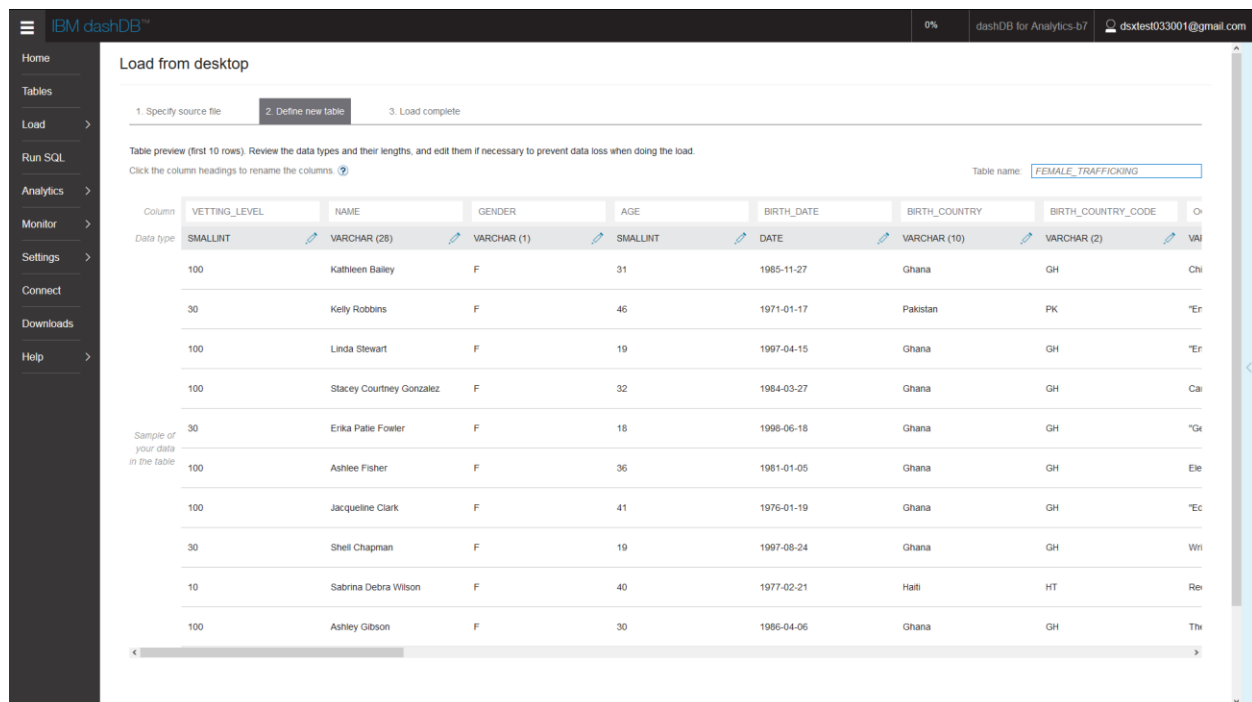 IBM dashDB™ 0% dashDB for Analytics-b7 dsxtest033001@gmail.com
Home
Tables
Load
Run SQL
Analytics
Monitor
Settings
Connect
Downloads
Help
Load from desktop
1. Specify source file 2. Define new table 3. Load complete
Table preview (first 10 rows). Review the data types and their lengths, and edit them if necessary to prevent data loss when doing the load.
Click the column headings to rename the columns. ? Table name: FEMALE_TRAFFICKING
Column VETTING_LEVEL NAME GENDER AGE BIRTH_DATE BIRTH_COUNTRY BIRTH_COUNTRY_CODE
Data type SMALLINT VARCHAR (28) VARCHAR (1) SMALLINT DATE VARCHAR (10) VARCHAR (2)
100 Kathleen Bailey F 31 1985-11-27 Ghana GH Chi
30 Kelly Robbins F 46 1971-01-17 Pakistan PK "En
100 Linda Stewart F 19 1997-04-15 Ghana GH "En
100 Stacey Courtney Gonzalez F 32 1984-03-27 Ghana GH
30 Erika Patie Fowler F 18 1998-06-18 Ghana GH "Ge
Sample of
your data
in the table
100 Ashlee Fisher F 36 1981-01-05 Ghana GH Ele
100 Jacqueline Clark F 41 1976-01-19 Ghana GH
30 Shell Chapman F 19 1997-08-24 Ghana GH Wri
10 Sabrina Debra Wilson F 40 1977-02-21 Haiti HT
100 Ashley Gibson F 30 1986-04-06 Ghana GH